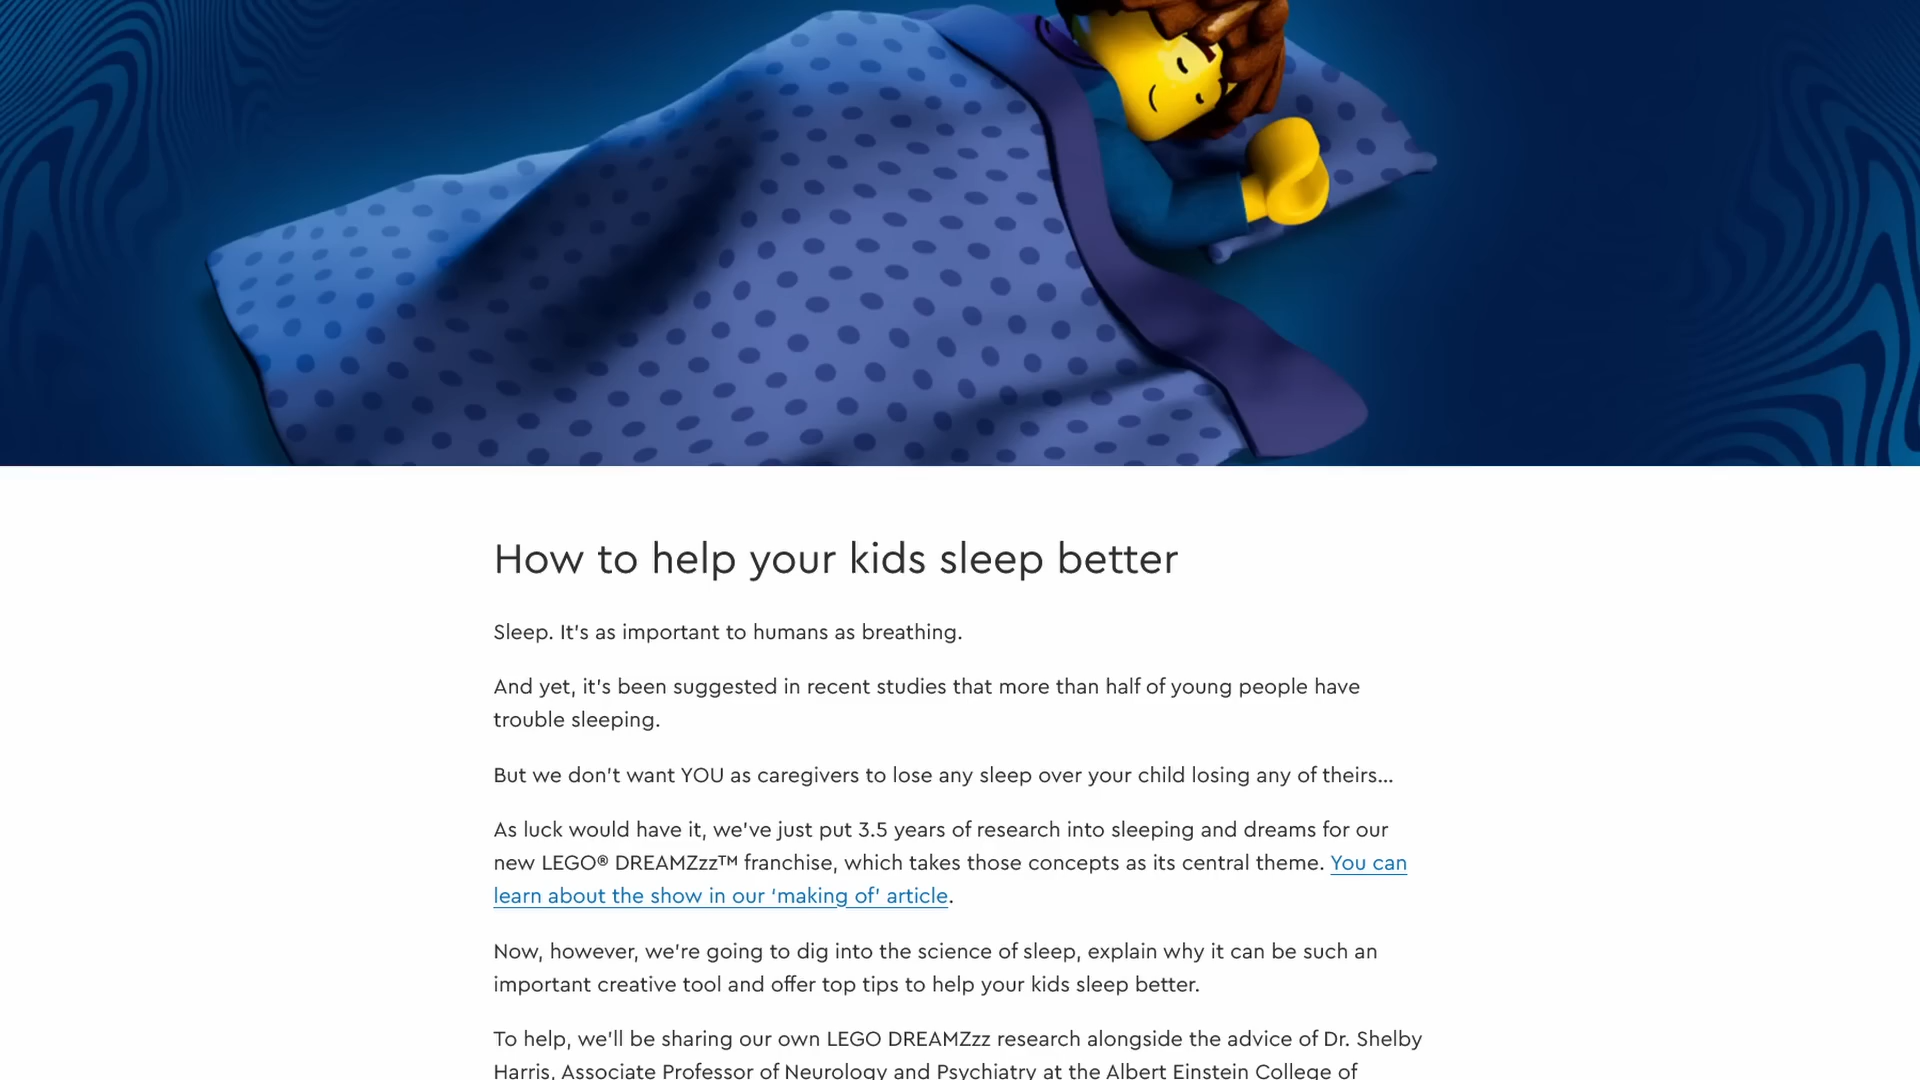 How to help your kids sleep better
Sleep. It's as important to humans as breathing.
And yet, it's been suggested in recent studies that more than half of young people have
trouble sleeping.
But we don't want YOU as caregivers to lose any sleep over your child losing any of theirs...
As luck would have it, we've just put 3.5 years of research into sleeping and dreams for our
new LEGO® DREAMZzz™ franchise, which takes those concepts as its central theme. You can
learn about the show in our ‘making of’ article.
Now, however, we're going to dig into the science of sleep, explain why it can be such an
important creative tool and offer top tips to help your kids sleep better.
To help, we'll be sharing our own LEGO DREAMZzz research alongside the advice of Dr. Shelby
Harris, Associate Professor of Neurology and Psychiatry at the Albert Einstein College of